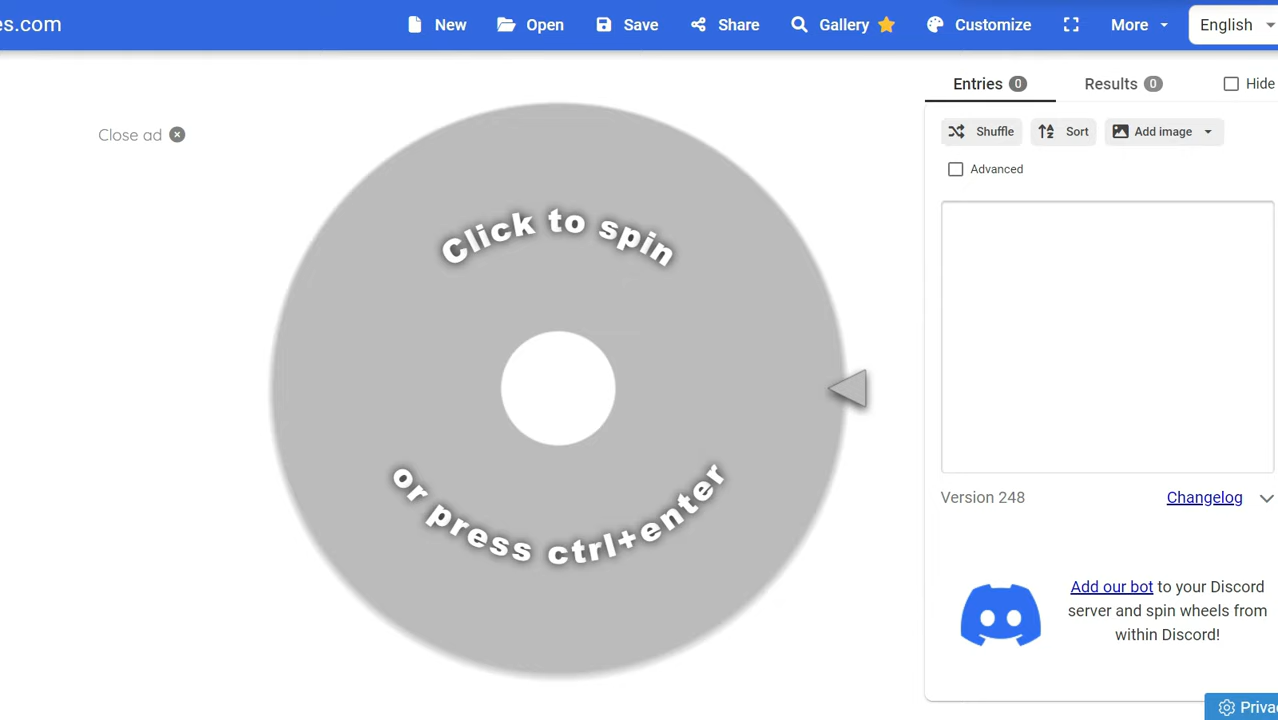 es.com
New
Open
Save
Share
Gallery
Customize
More
English
Entries 0
Results 0
Hide
Close ad
Shuffle
Sort
Add image
Advanced
Click to spin
or press ctrl+enter
Version 248
Changelog
Add our bot to your Discord
server and spin wheels from
within Discord!
Priva